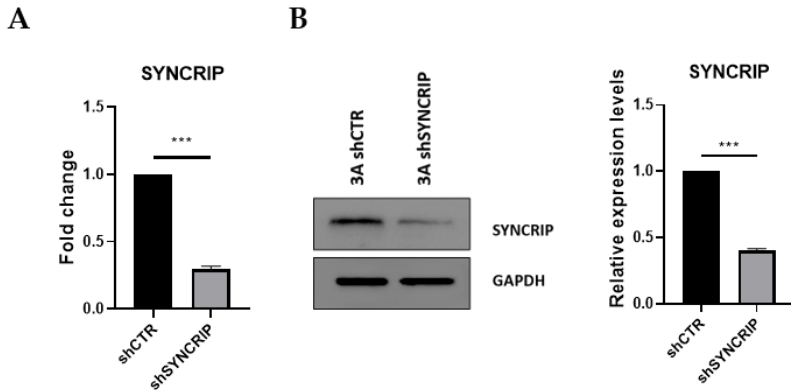 A
SYNCRIP
Fold change
1.5
1.0
0.5
0.0
***
shCTR
shSYNCRIP
B
3A shCTR
3A shSYNCRIP
SYNCRIP
GAPDH
SYNCRIP
Relative expression levels
1.5
1.0
0.5
0.0
***
shCTR
shSYNCRIP